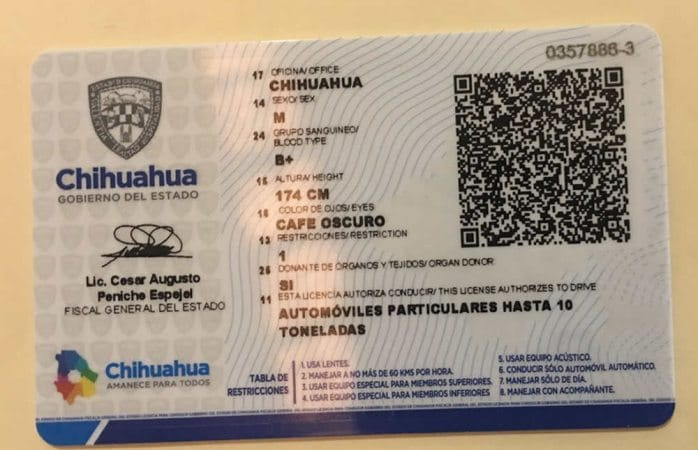 0357886-3
17 OFICINA/OFFICE
CHIHUAHUA
14 SEXO/SEX
M
24 GRUPO SANGUINEO/
BLOOD TYPE
B+
ALTURA/HEIGHT
174 CM
18 COLOR DE OJOS/EYES
CAFE OSCURO
13 RESTRICCIONES/RESTRICTION
1
DONANTE DE ÓRGANOS Y TEJIDOS/ORGAN DONOR
SI
11 ESTA LICENCIA AUTORIZA CONDUCIR/ THIS LICENSE AUTHORIZES TO DRIVE
AUTOMÓVILES PARTICULARES HASTA 10
TONELADAS
Chihuahua
GOBIERNO DEL ESTADO
Lic. Cesar Augusto
Peniche Espejel
FISCAL GENERAL DEL ESTADO
Chihuahua
AMANECE PARA TODOS
TABLA DE
RESTRICCIONES
1. USA LENTES.
2. MANEJAR A NO MÁS DE 60 KMS POR HORA.
3. USAR EQUIPO ESPECIAL PARA MIEMBROS SUPERIORES.
4. USAR EQUIPO ESPECIAL PARA MIEMBROS INFERIORES
5. USAR EQUIPO ACÚSTICO.
6. CONDUCIR SÓLO AUTOMÓVIL AUTOMÁTICO.
7. MANEJAR SÓLO DE DÍA.
8. MANEJAR CON ACOMPAÑANTE.